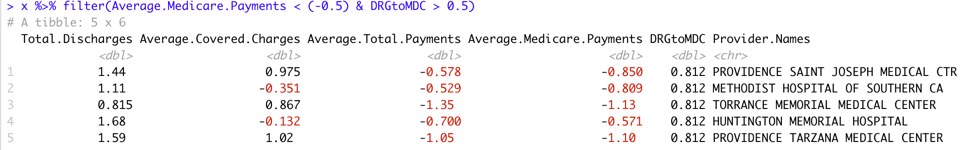 > x %>% filter(Average.Medicare.Payments < (-0.5) & DRGtoMDC > 0.5)
# A tibble: 5 x 6
Total.Discharges Average.Covered.Charges Average.Total.Payments Average.Medicare.Payments DRGtoMDC Provider.Names
<dbl> <dbl> <dbl> <dbl> <dbl> <chr>
1 1.44 0.975 -0.578 -0.850 0.812 PROVIDENCE SAINT JOSEPH MEDICAL CTR
2 1.11 -0.351 -0.529 -0.809 0.812 METHODIST HOSPITAL OF SOUTHERN CA
3 0.815 0.867 -1.35 -1.13 0.812 TORRANCE MEMORIAL MEDICAL CENTER
4 1.68 -0.132 -0.700 -0.571 0.812 HUNTINGTON MEMORIAL HOSPITAL
5 1.59 1.02 -1.05 -1.10 0.812 PROVIDENCE TARZANA MEDICAL CENTER